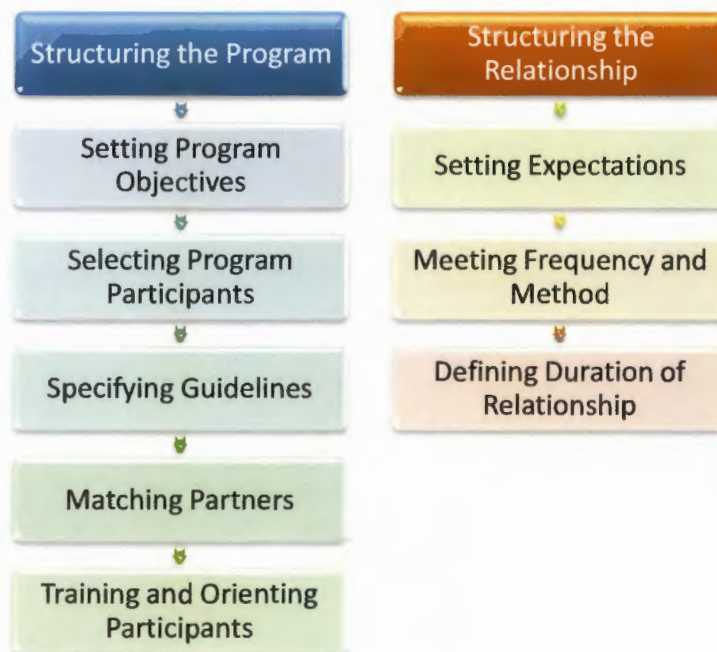 Structuring the Program
Setting Program
Objectives
Selecting Program
Participants
Specifying Guidelines
Matching Partners
Training and Orienting
Participants
Structuring the
Relationship
Setting Expectations
Meeting Frequency and
Method
Defining Duration of
Relationship